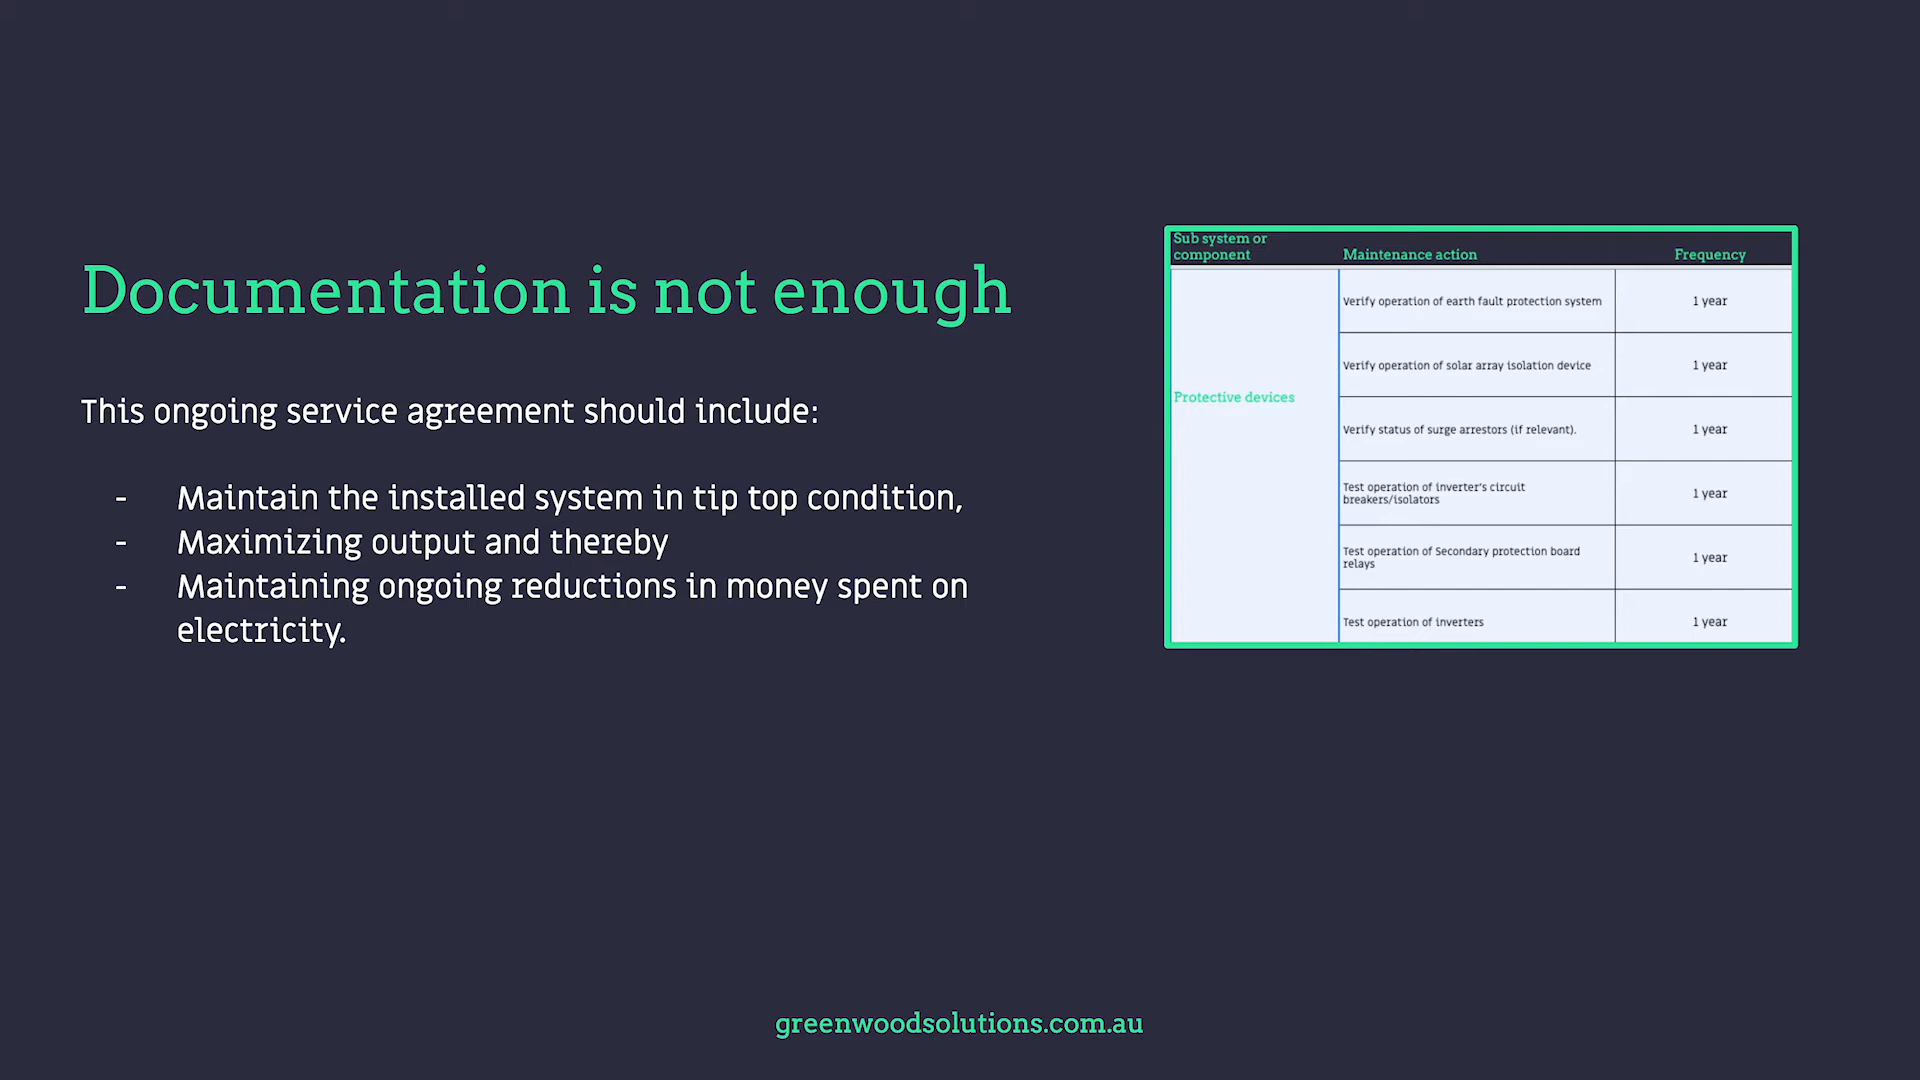 Documentation is not enough
This ongoing service agreement should include:
- Maintain the installed system in tip top condition,
- Maximizing output and thereby
- Maintaining ongoing reductions in money spent on
electricity.
Sub system or
component
Maintenance action
Frequency
Protective devices
Verify operation of earth fault protection system
1 year
Verify operation of solar array isolation device
1 year
Verify status of surge arrestors (if relevant).
1 year
Test operation of inverter's circuit
breakers/isolators
1 year
Test operation of Secondary protection board
relays
1 year
Test operation of inverters
1 year
greenwoodsolutions.com.au